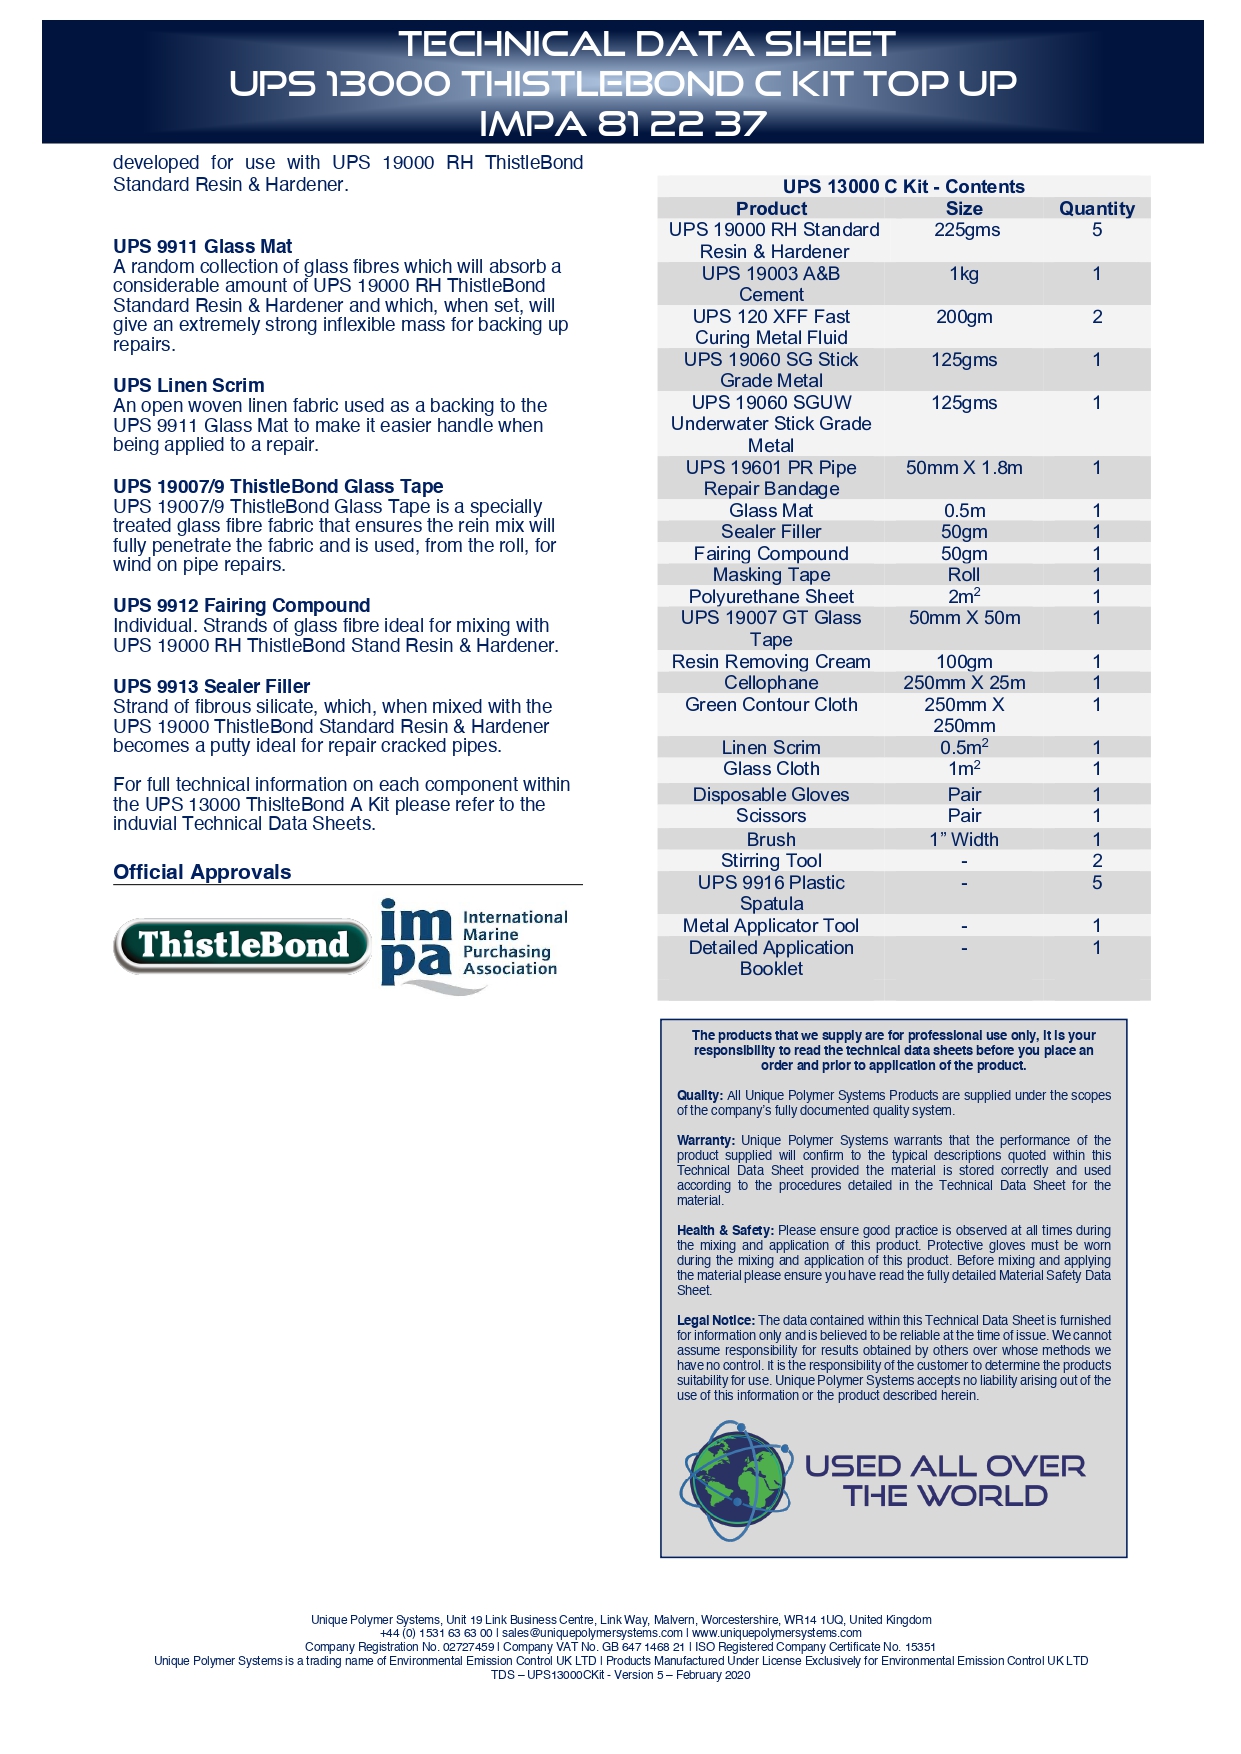 TECHNICAL DATA SHEET
UPS 13000 THISTLEBOND C KIT TOP UP
IMPA 81 22 37
developed for use with UPS 19000 RH ThistleBond
Standard Resin & Hardener.
UPS 9911 Glass Mat
A random collection of glass fibres which will absorb a
considerable amount of UPS 19000 RH ThistleBond
Standard Resin & Hardener and which, when set, will
give an extremely strong inflexible mass for backing up
repairs.
UPS Linen Scrim
An open woven linen fabric used as a backing to the
UPS 9911 Glass Mat to make it easier handle when
being applied to a repair.
UPS 19007/9 ThistleBond Glass Tape
UPS 19007/9 ThistleBond Glass Tape is a specially
treated glass fibre fabric that ensures the rein mix will
fully penetrate the fabric and is used, from the roll, for
wind on pipe repairs.
UPS 9912 Fairing Compound
Individual. Strands of glass fibre ideal for mixing with
UPS 19000 RH ThistleBond Stand Resin & Hardener.
UPS 9913 Sealer Filler
Strand of fibrous silicate, which, when mixed with the
UPS 19000 ThistleBond Standard Resin & Hardener
becomes a putty ideal for repair cracked pipes.
For full technical information on each component within
the UPS 13000 ThislteBond A Kit please refer to the
induvial Technical Data Sheets.
Official Approvals
ThistleBond
impa
International
Marine
Purchasing
Association
UPS 13000 C Kit - Contents
Product Size Quantity
UPS 19000 RH Standard 225gms 5
Resin & Hardener
UPS 19003 A&B 1kg 1
Cement
UPS 120 XFF Fast 200gm 2
Curing Metal Fluid
UPS 19060 SG Stick 125gms 1
Grade Metal
UPS 19060 SGUW 125gms 1
Underwater Stick Grade
Metal
UPS 19601 PR Pipe 50mm X 1.8m 1
Repair Bandage
Glass Mat 0.5m 1
Sealer Filler 50gm 1
Fairing Compound 50gm 1
Masking Tape Roll 1
Polyurethane Sheet 2m² 1
UPS 19007 GT Glass 50mm X 50m 1
Tape
Resin Removing Cream 100gm 1
Cellophane 250mm X 25m 1
Green Contour Cloth 250mm X 1
250mm
Linen Scrim 0.5m² 1
Glass Cloth 1m² 1
Disposable Gloves Pair 1
Scissors Pair 1
Brush 1” Width 1
Stirring Tool - 2
UPS 9916 Plastic - 5
Spatula
Metal Applicator Tool - 1
Detailed Application - 1
Booklet
The products that we supply are for professional use only, it is your
responsibility to read the technical data sheets before you place an
order and prior to application of the product.
Quality: All Unique Polymer Systems Products are supplied under the scopes
of the company’s fully documented quality system.
Warranty: Unique Polymer Systems warrants that the performance of the
product supplied will confirm to the typical descriptions quoted within this
Technical Data Sheet provided the material is stored correctly and used
according to the procedures detailed in the Technical Data Sheet for the
material.
Health & Safety: Please ensure good practice is observed at all times during
the mixing and application of this product. Protective gloves must be worn
during the mixing and application of this product. Before mixing and applying
the material please ensure you have read the fully detailed Material Safety Data
Sheet.
Legal Notice: The data contained within this Technical Data Sheet is furnished
for information only and is believed to be reliable at the time of issue. We cannot
assume responsibility for results obtained by others over whose methods we
have no control. It is the responsibility of the customer to determine the products
suitability for use. Unique Polymer Systems accepts no liability arising out of the
use of this information or the product described herein.
USED ALL OVER
THE WORLD
Unique Polymer Systems, Unit 19 Link Business Centre, Link Way, Malvern, Worcestershire, WR14 1UQ, United Kingdom
+44 (0) 1531 63 63 00 | sales@uniquepolymersystems.com | www.uniquepolymersystems.com
Company Registration No. 02727459 | Company VAT No. GB 647 1468 21 | ISO Registered Company Certificate No. 15351
Unique Polymer Systems is a trading name of Environmental Emission Control UK LTD | Products Manufactured Under License Exclusively for Environmental Emission Control UK LTD
TDS – UPS13000CKit - Version 5 – February 2020